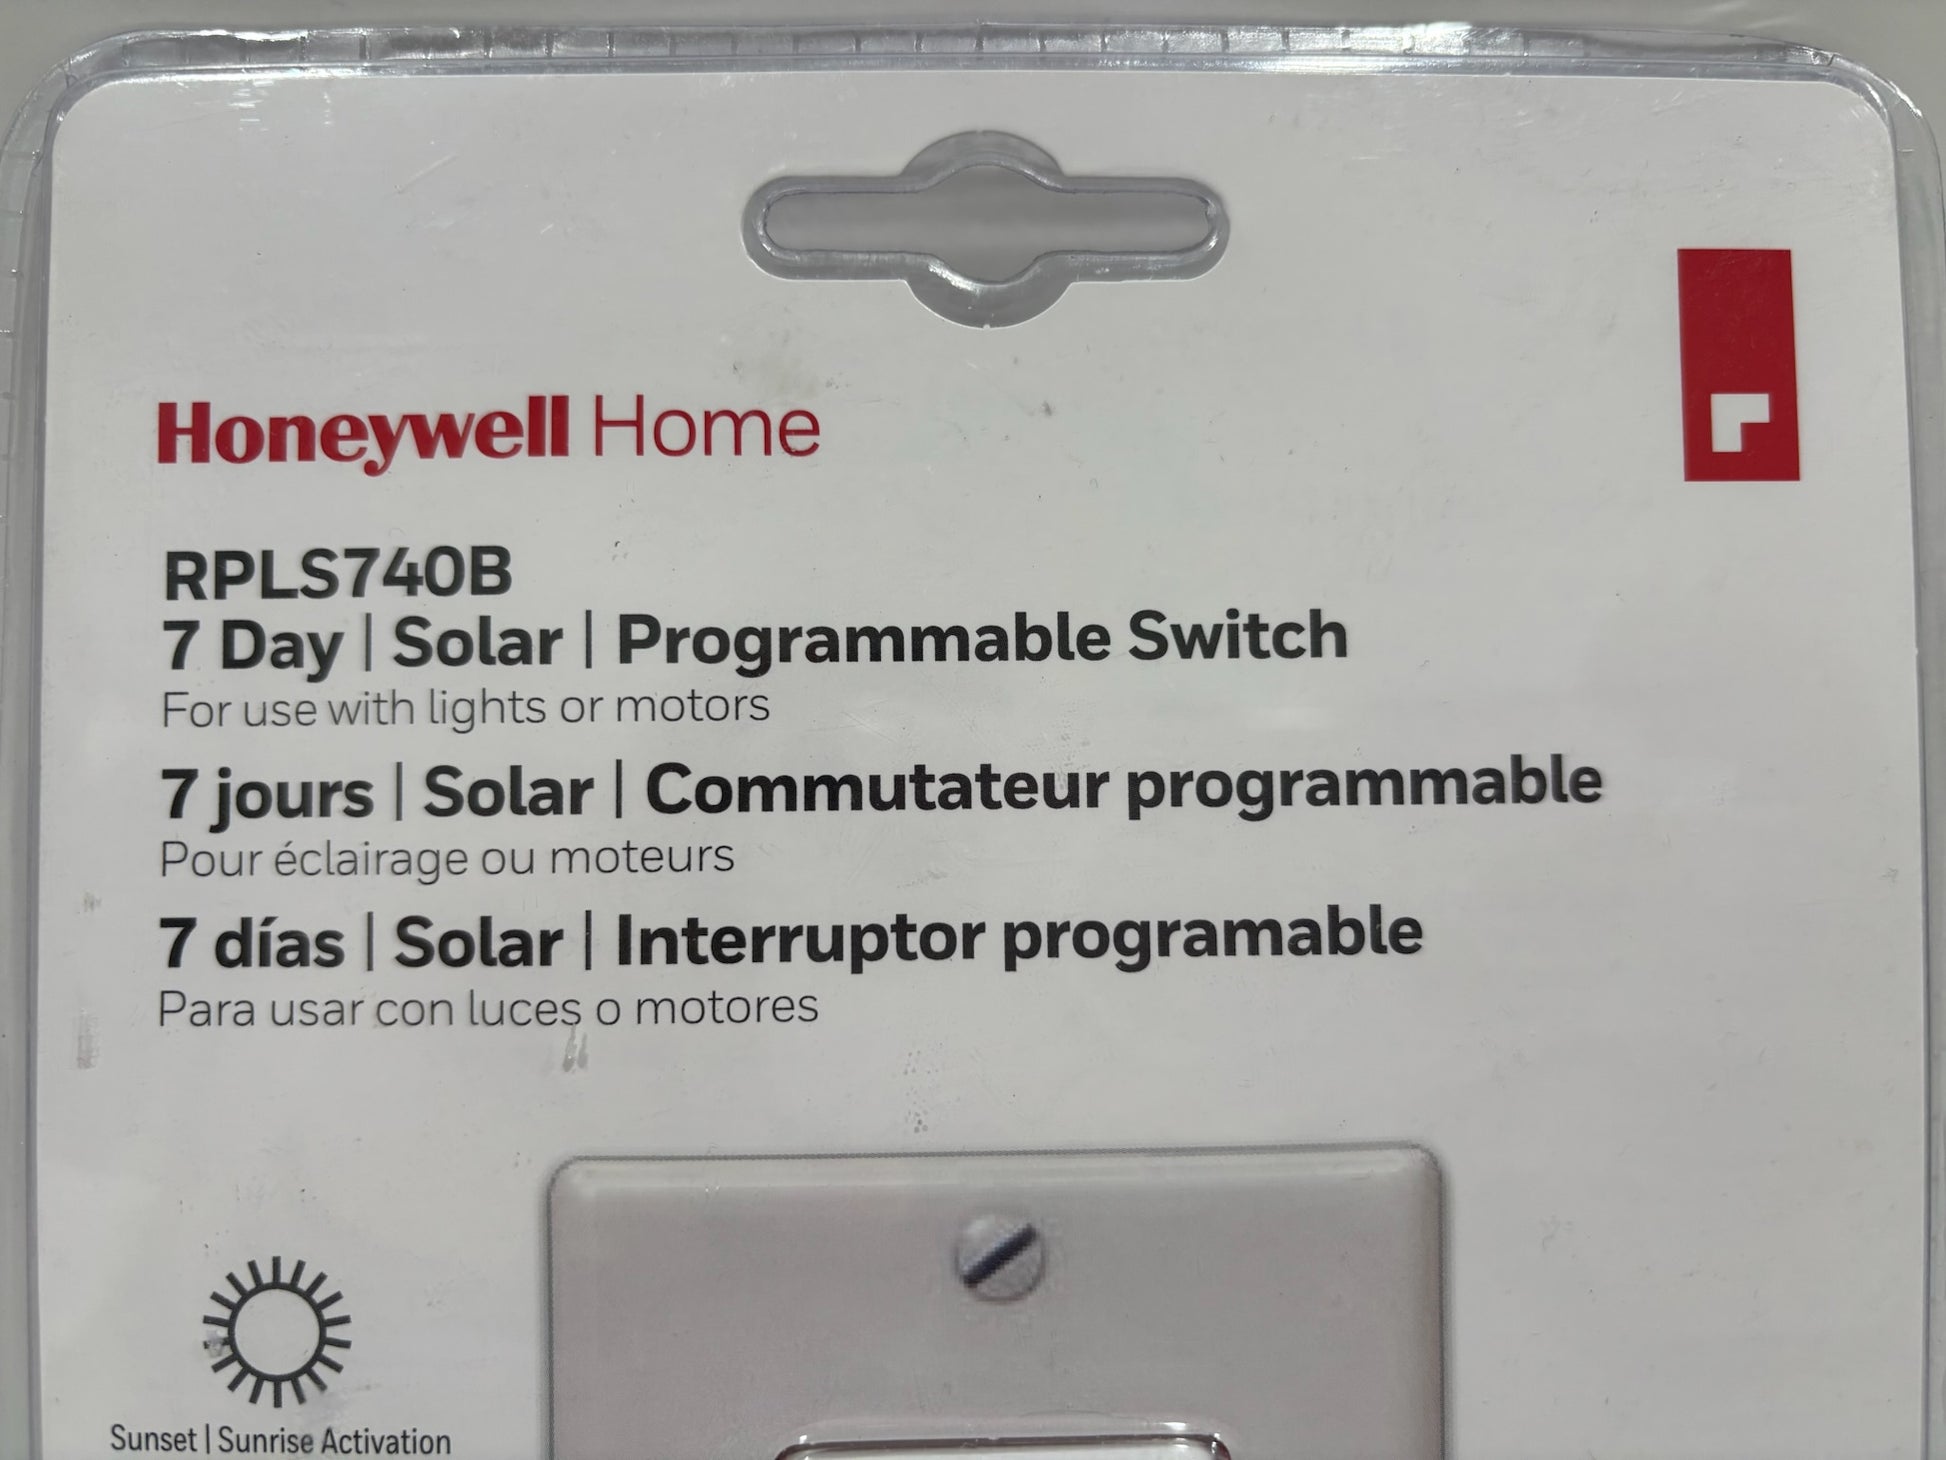 Honeywell Home
RPLS740B
7 Day | Solar | Programmable Switch
For use with lights or motors
7 jours | Solar | Commutateur programmable
Pour éclairage ou moteurs
7 días | Solar | Interruptor programable
Para usar con luces o motores
Sunset | Sunrise Activation